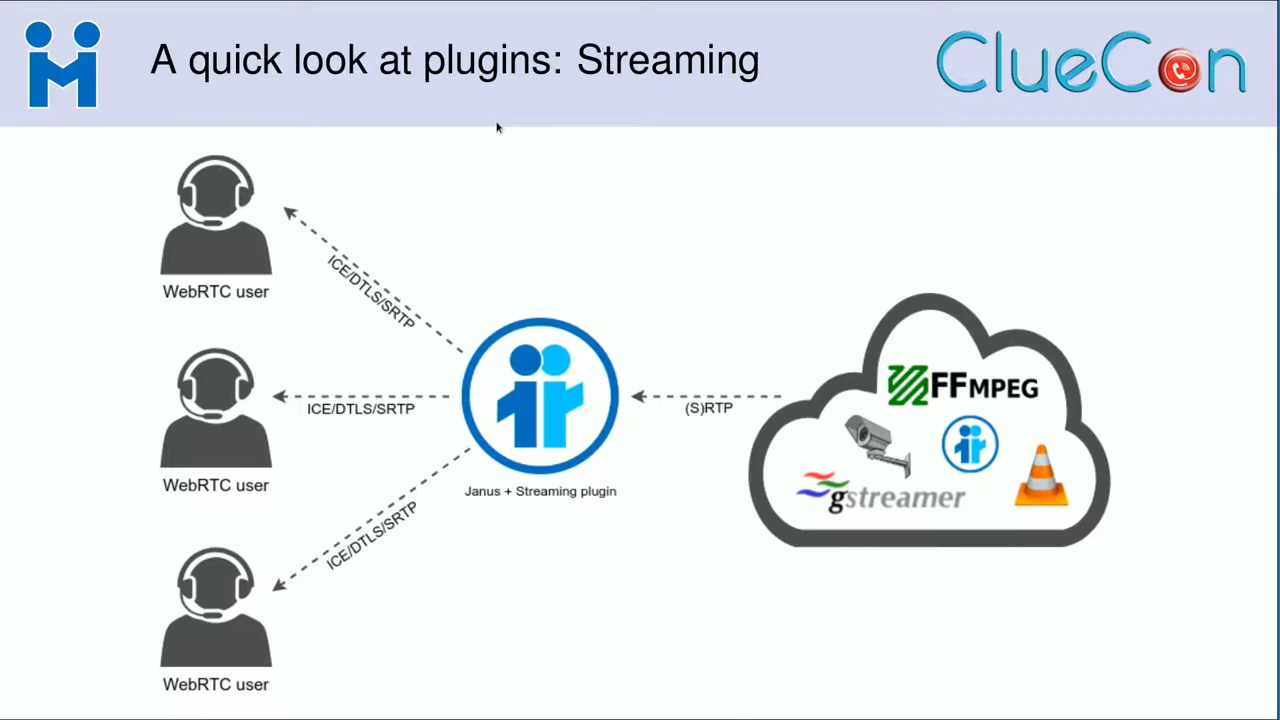 A quick look at plugins: Streaming
ClueCon
WebRTC user
ICE/DTLS/SRTP
WebRTC user
ICE/DTLS/SRTP
Janus + Streaming plugin
(S)RTP
FFMPEG
gstreamer
ICE/DTLS/SRTP
WebRTC user